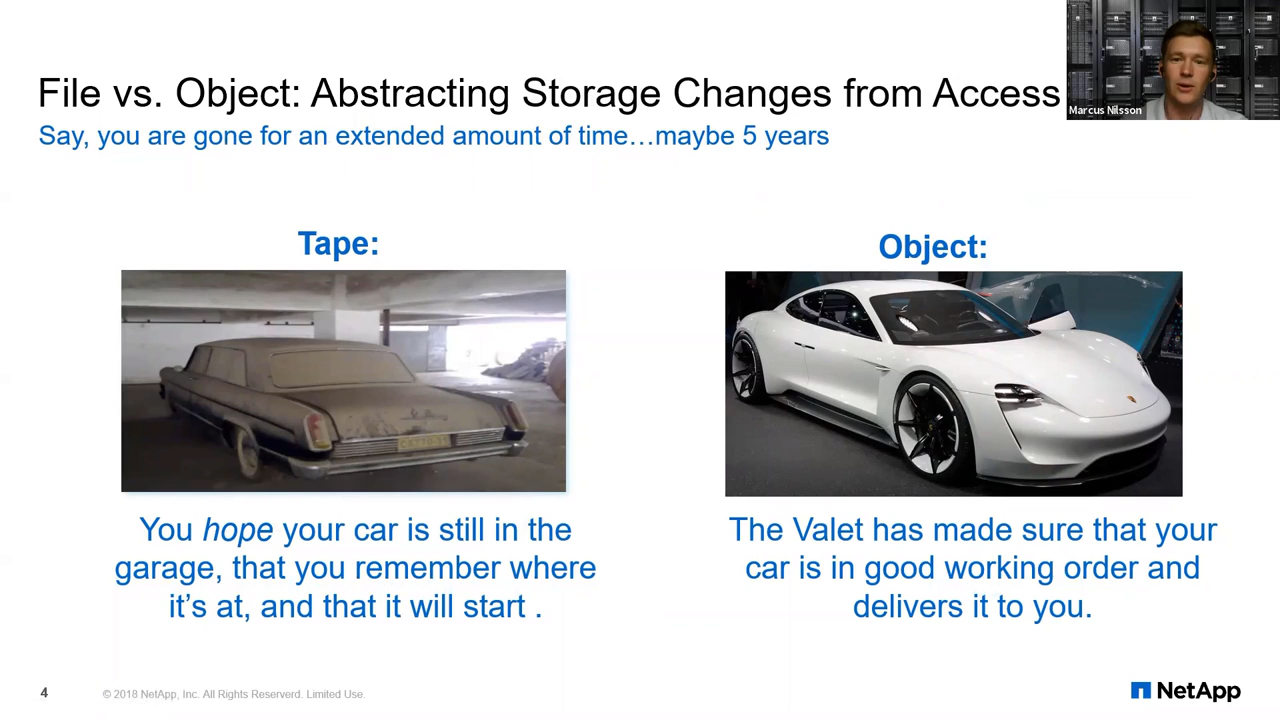 File vs. Object: Abstracting Storage Changes from Access
Marcus Nilsson
Say, you are gone for an extended amount of time…maybe 5 years
Tape:
Object:
You hope your car is still in the
garage, that you remember where
it's at, and that it will start .
The Valet has made sure that your
car is in good working order and
delivers it to you.
4
© 2018 NetApp, Inc. All Rights Reserverd. Limited Use.
NetApp